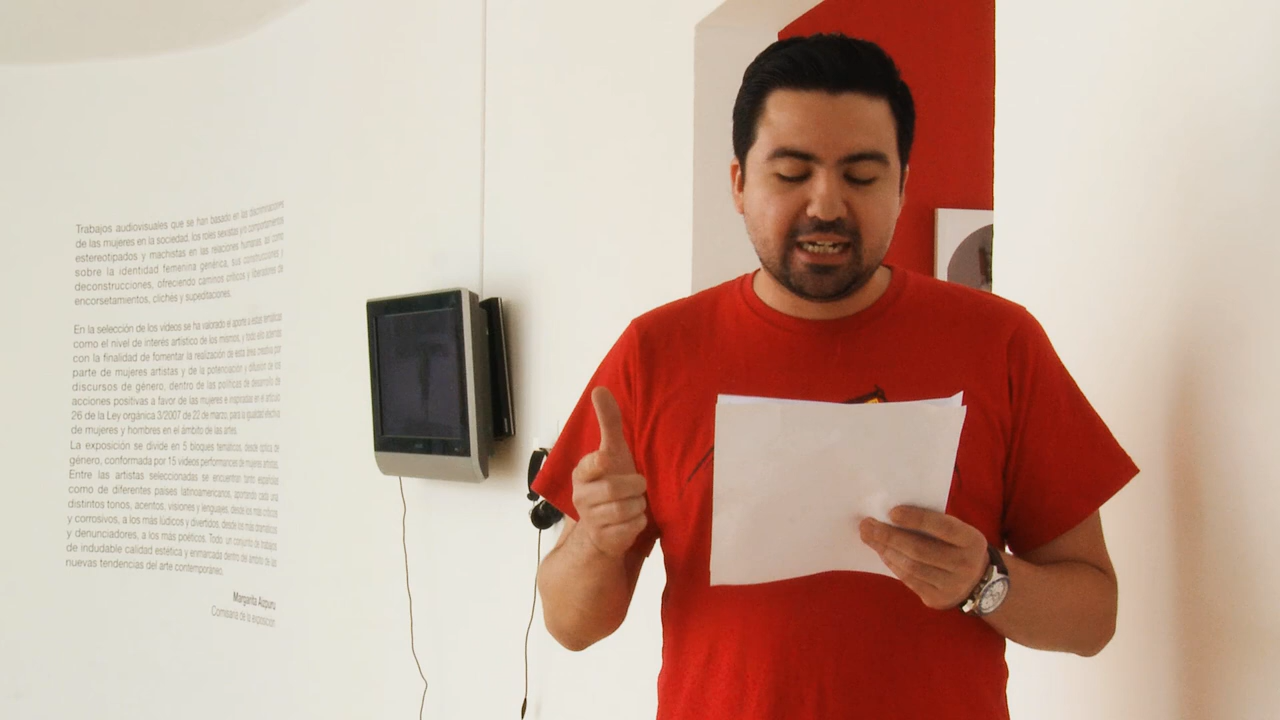 Trabajos audiovisuales que se han basado en las discriminaciones
de las mujeres en la sociedad, los roles sexistas y/o comportamientos
estereotipados y machistas en las relaciones humanas, así como
sobre la identidad femenina genérica, sus construcciones y
deconstrucciones, ofreciendo caminos críticos y liberadores de
encorsetamientos, clichés y supeditaciones.
En la selección de los vídeos se ha valorado el aporte a estas temáticas
como el nivel de interés artístico de los mismos, y todo ello además
con la finalidad de fomentar la realización de esta área creativa por
parte de mujeres artistas y de la potenciación y difusión de los
discursos de género, dentro de las políticas de desarrollo de
acciones positivas a favor de las mujeres e inspiradas en el artículo
26 de la Ley orgánica 3/2007 de 22 de marzo, para la igualdad efectiva
de mujeres y hombres en el ámbito de las artes.
La exposición se divide en 5 bloques temáticos, desde óptica de
género, conformada por 15 vídeos performances de mujeres artistas.
Entre las artistas seleccionadas se encuentran tanto españolas
como de diferentes países latinoamericanos, aportando cada una
distintos tonos, acentos, visiones y lenguajes, desde los más críticos
y corrosivos, a los más lúdicos y divertidos, desde los más dramáticos
y denunciadores, a los más poéticos. Todo un conjunto de trabajos
de indudable calidad estética y enmarcada dentro del ámbito de las
nuevas tendencias del arte contemporáneo.
Margarita Aizpuru
Comisaria de la exposición